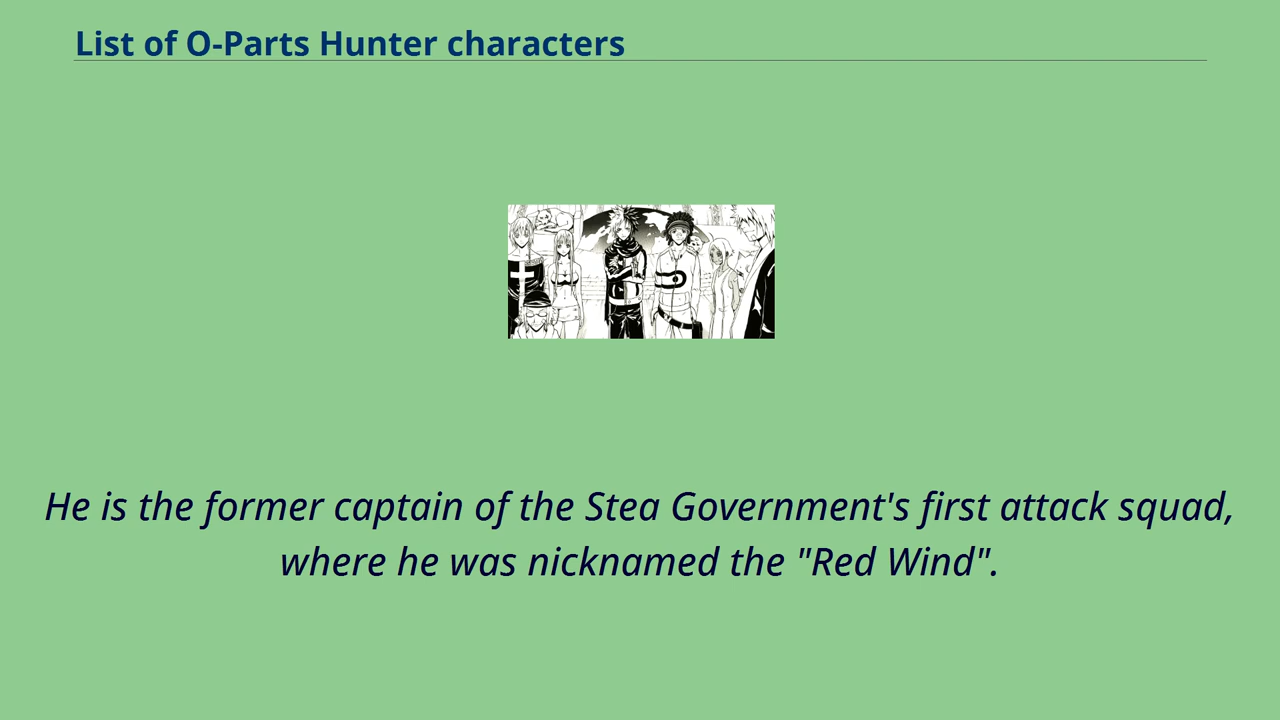 List of O-Parts Hunter characters
He is the former captain of the Stea Government's first attack squad,
where he was nicknamed the "Red Wind".